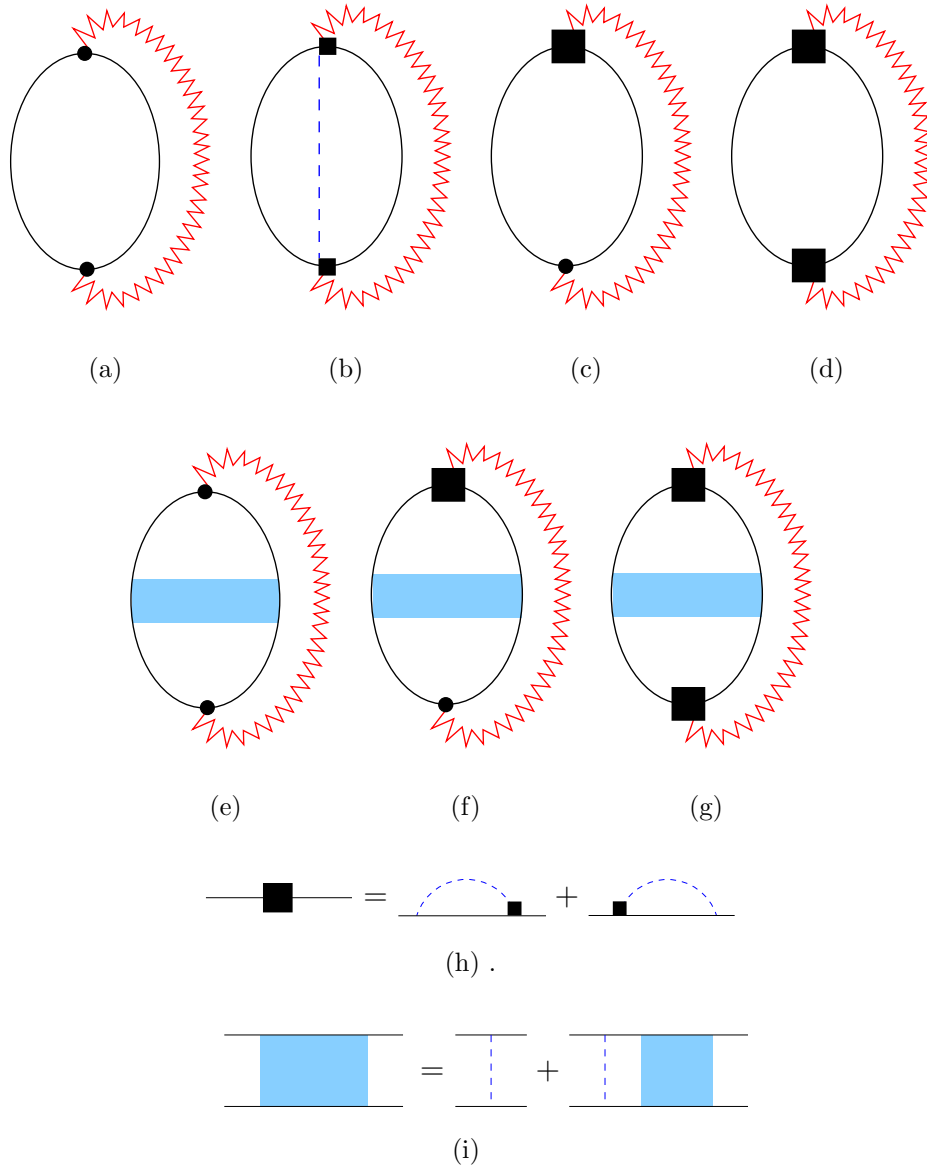 (a) (b) (c) (d)
(e) (f) (g)
= +
(h) .
= +
(i)